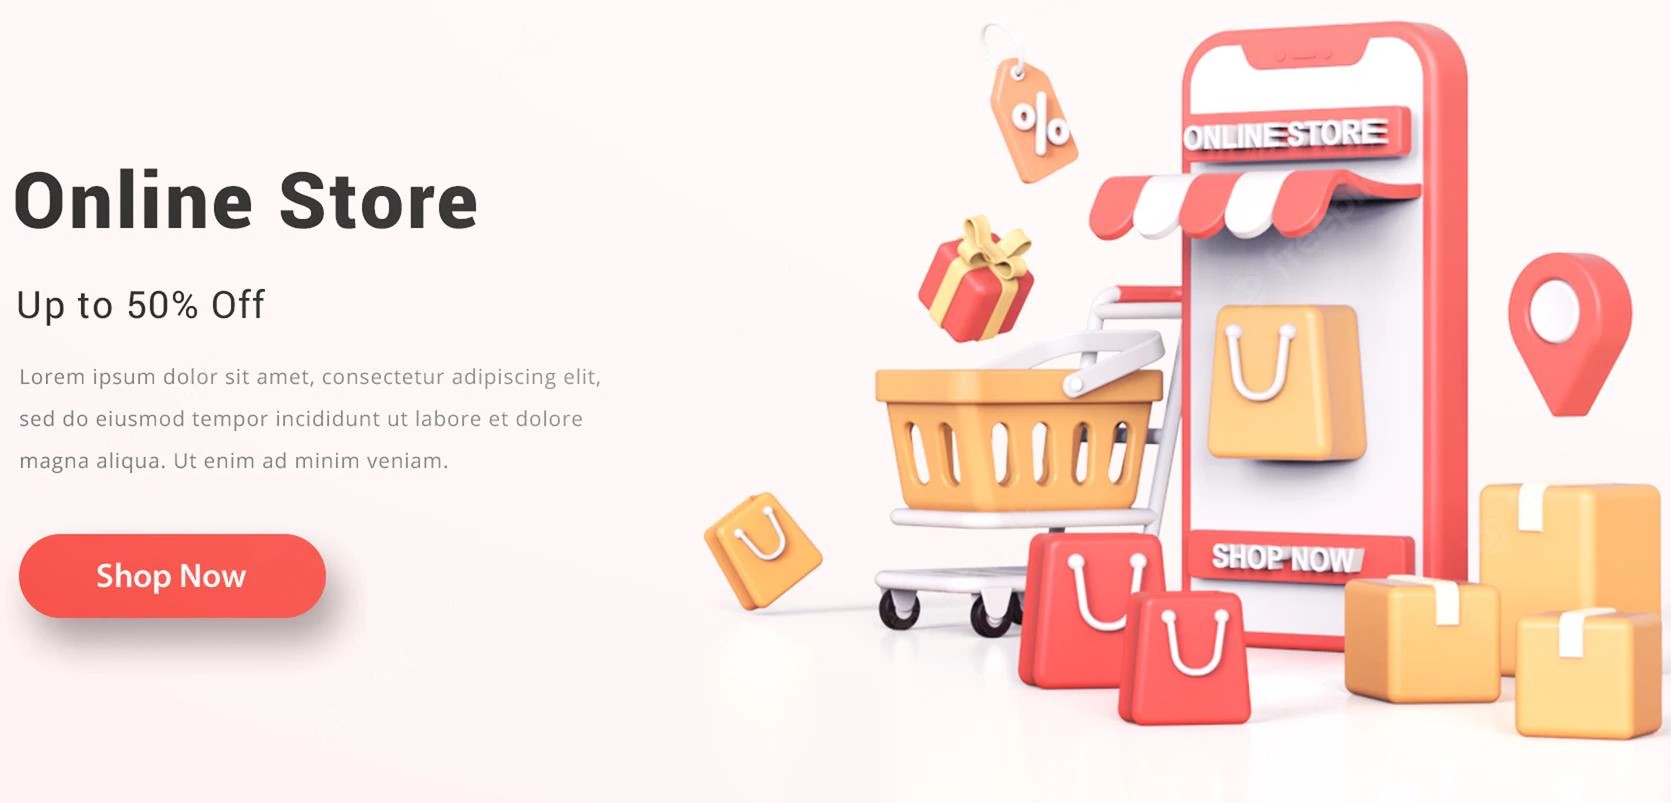 Online Store
Up to 50% Off
Lorem ipsum dolor sit amet, consectetur adipiscing elit,
sed do eiusmod tempor incididunt ut labore et dolore
magna aliqua. Ut enim ad minim veniam.
Shop Now
%
ONLINE STORE
SHOP NOW